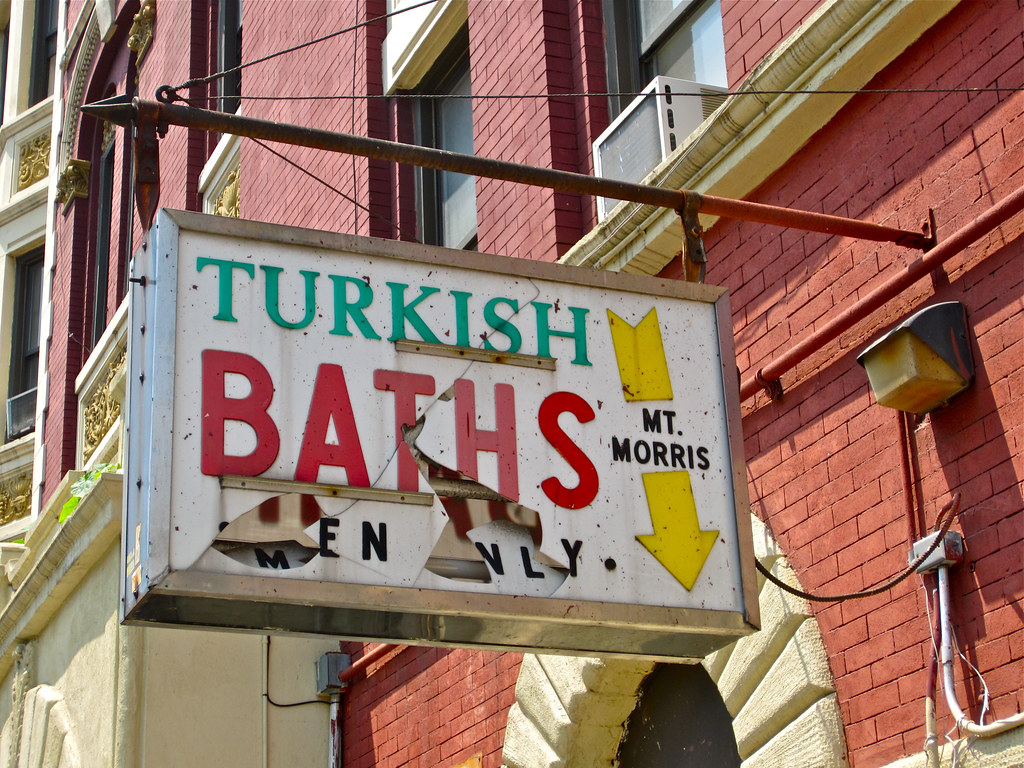 TURKISH
BATHS
MT.
MORRIS
MEN NLY.